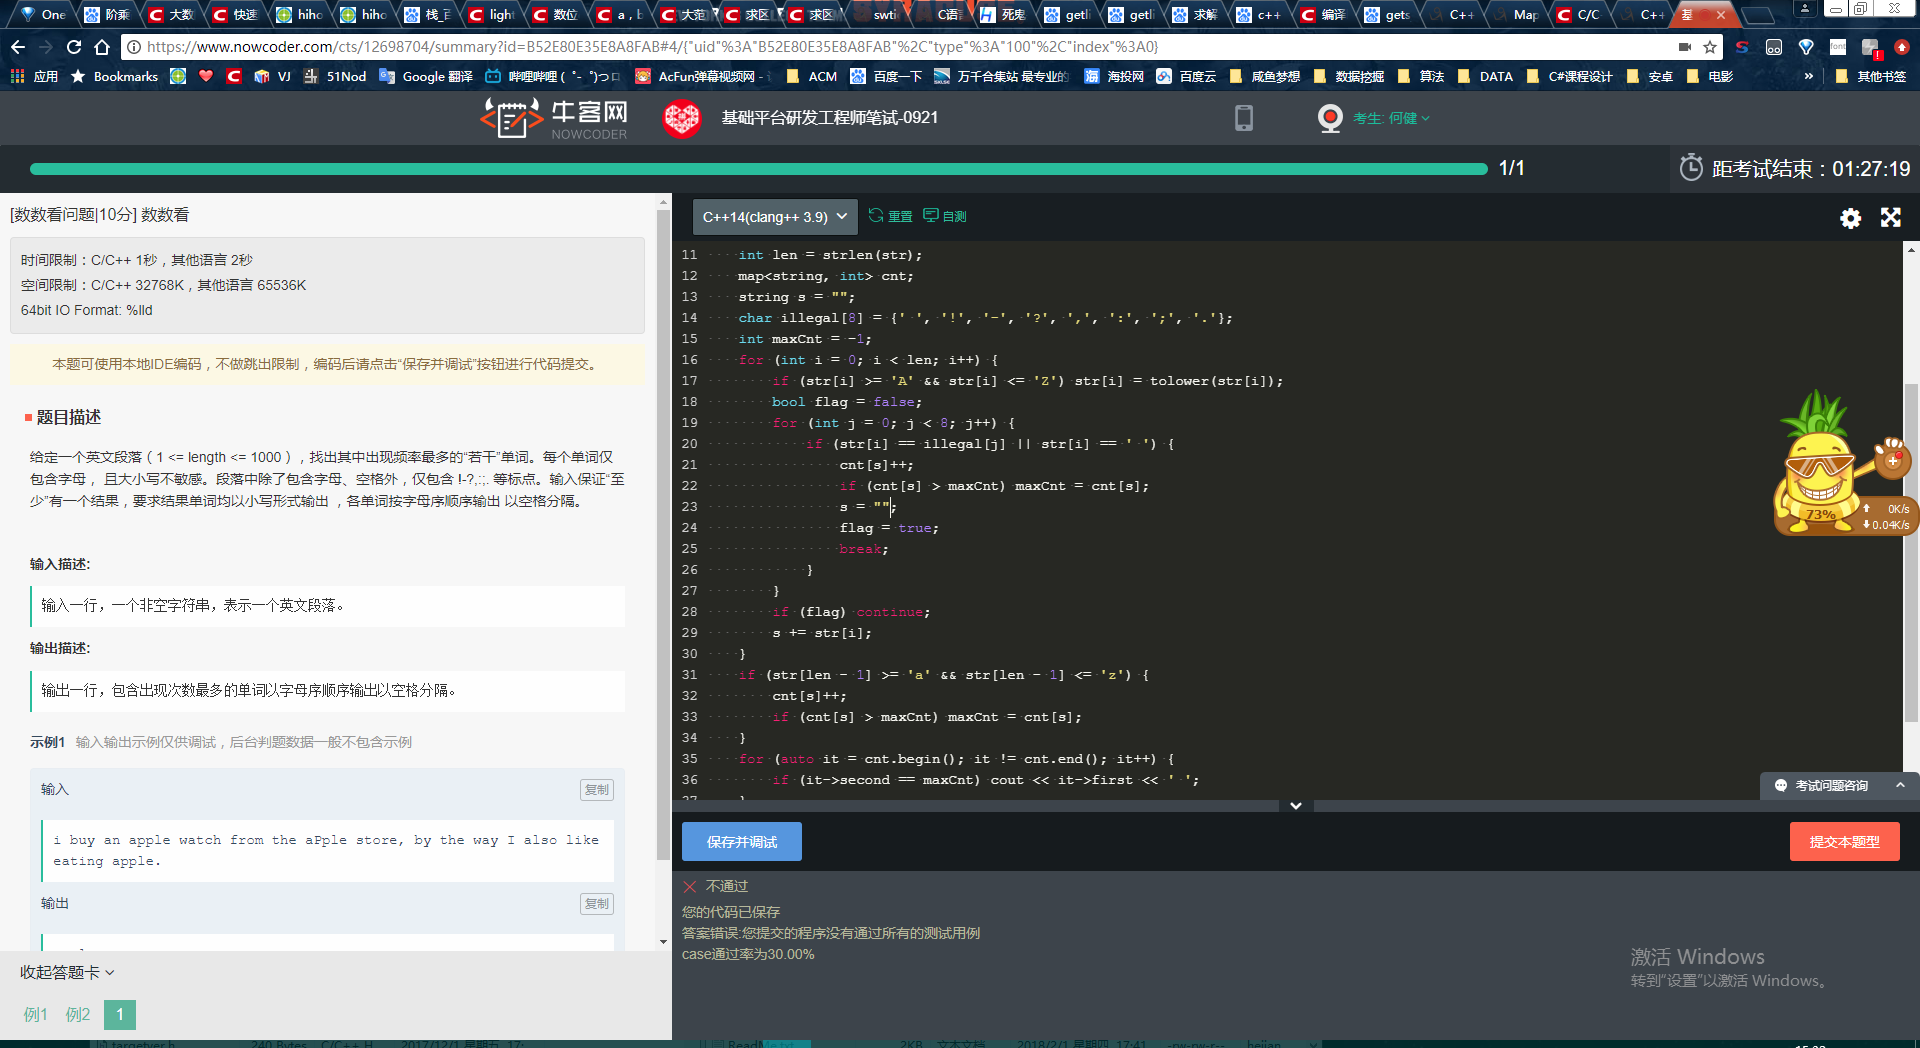 One
阶乘
大数
快速
hiho
hiho
栈_百
light
数位
a，b
大范
求区
求区
swtic
C语
死鬼
getli
getli
求解
c++
编译
gets
C++
Map
C/C
C++
基
https://www.nowcoder.com/cts/12698704/summary?id=B52E80E35E8A8FAB#4/{"uid"%3A"B52E80E35E8A8FAB"%2C"type"%3A"100"%2C"index"%3A0}
应用 Bookmarks VJ 51Nod Google 翻译 哔哩哔哩 ( ゜- ゜)つロ AcFun弹幕视频网 - ACM 百度一下 万千合集站 最专业的 海投网 百度云 咸鱼梦想 数据挖掘 算法 DATA C#课程设计 安卓 电影 » 其他书签
牛客网
NOWCODER
基础平台研发工程师笔试-0921
考生: 何健
1/1
距考试结束：01:27:19
[数数看问题|10分] 数数看
时间限制：C/C++ 1秒，其他语言 2秒
空间限制：C/C++ 32768K，其他语言 65536K
64bit IO Format: %lld
本题可使用本地IDE编码，不做跳出限制，编码后请点击“保存并调试”按钮进行代码提交。
题目描述
给定一个英文段落（1 <= length <= 1000），找出其中出现频率最多的“若干”单词。每个单词仅
包含字母， 且大小写不敏感。段落中除了包含字母、空格外，仅包含 !-?,:;. 等标点。输入保证“至
少”有一个结果，要求结果单词均以小写形式输出 ，各单词按字母序顺序输出 以空格分隔。
输入描述:
输入一行，一个非空字符串，表示一个英文段落。
输出描述:
输出一行，包含出现次数最多的单词以字母序顺序输出以空格分隔。
示例1 输入输出示例仅供调试，后台判题数据一般不包含示例
输入 复制
i buy an apple watch from the aPple store, by the way I also like
eating apple.
输出 复制
收起答题卡
例1 例2 1
C++14(clang++ 3.9) 重置 自测
11 int len = strlen(str);
12 map<string, int> cnt;
13 string s = "";
14 char illegal[8] = {' ', '!', '-', '?', ',', ':', ';', '.'};
15 int maxCnt = -1;
16 for (int i = 0; i < len; i++) {
17 if (str[i] >= 'A' && str[i] <= 'Z') str[i] = tolower(str[i]);
18 bool flag = false;
19 for (int j = 0; j < 8; j++) {
20 if (str[i] == illegal[j] || str[i] == ' ') {
21 cnt[s]++;
22 if (cnt[s] > maxCnt) maxCnt = cnt[s];
23 s = "";
24 flag = true;
25 break;
26 }
27 }
28 if (flag) continue;
29 s += str[i];
30 }
31 if (str[len - 1] >= 'a' && str[len - 1] <= 'z') {
32 cnt[s]++;
33 if (cnt[s] > maxCnt) maxCnt = cnt[s];
34 }
35 for (auto it = cnt.begin(); it != cnt.end(); it++) {
36 if (it->second == maxCnt) cout << it->first << ' ';
73%
0K/s
0.04K/s
考试问题咨询
保存并调试
提交本题型
不通过
您的代码已保存
答案错误:您提交的程序没有通过所有的测试用例
case通过率为30.00%
激活 Windows
转到“设置”以激活 Windows。